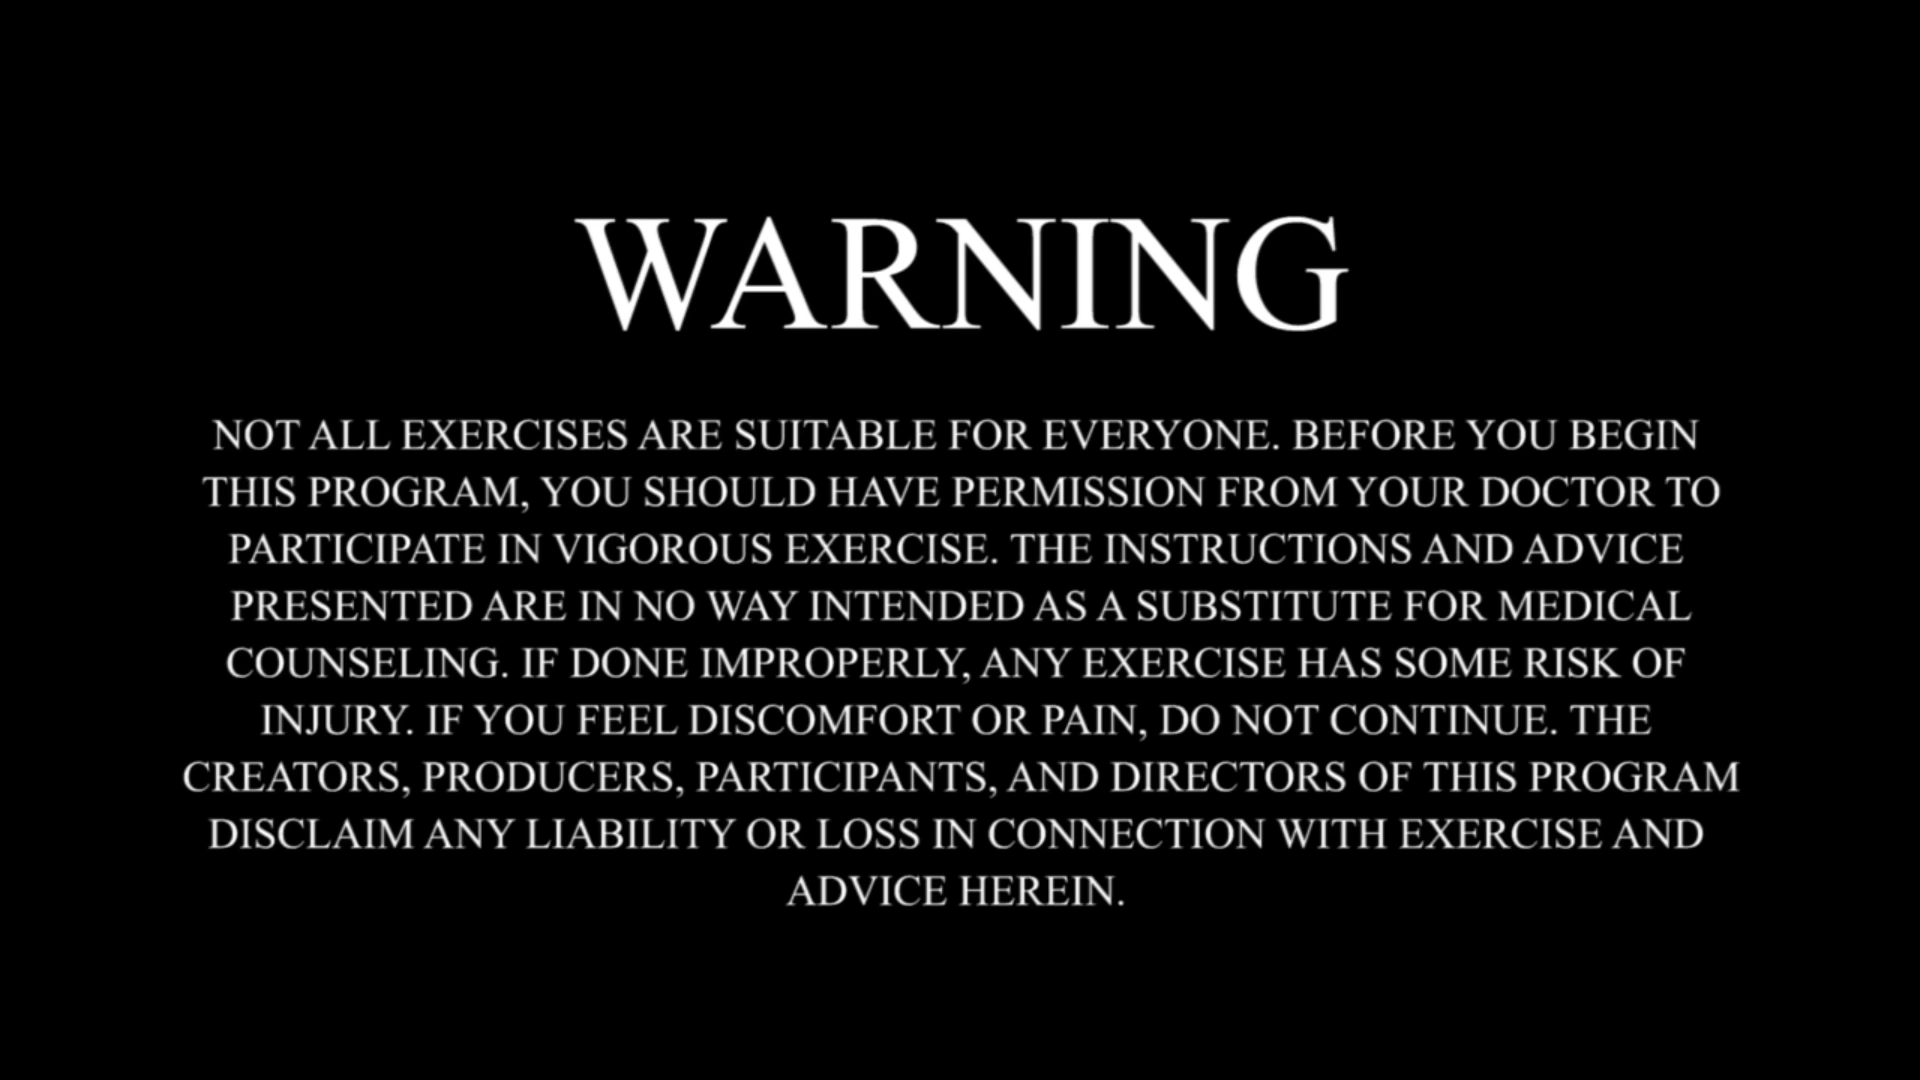 WARNING
NOT ALL EXERCISES ARE SUITABLE FOR EVERYONE. BEFORE YOU BEGIN
THIS PROGRAM, YOU SHOULD HAVE PERMISSION FROM YOUR DOCTOR TO
PARTICIPATE IN VIGOROUS EXERCISE. THE INSTRUCTIONS AND ADVICE
PRESENTED ARE IN NO WAY INTENDED AS A SUBSTITUTE FOR MEDICAL
COUNSELING. IF DONE IMPROPERLY, ANY EXERCISE HAS SOME RISK OF
INJURY. IF YOU FEEL DISCOMFORT OR PAIN, DO NOT CONTINUE. THE
CREATORS, PRODUCERS, PARTICIPANTS, AND DIRECTORS OF THIS PROGRAM
DISCLAIM ANY LIABILITY OR LOSS IN CONNECTION WITH EXERCISE AND
ADVICE HEREIN.